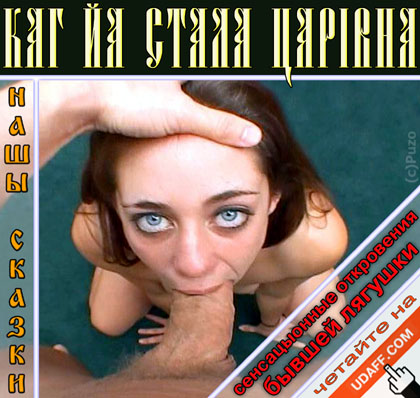 КАГ ЙА СТАЛА ЦАРІВНА
НАШЫ СКАЗКИ
(c)Puzo
сенсацыонные откровения
бывшей лягушки
четайте на
UDAFF.COM